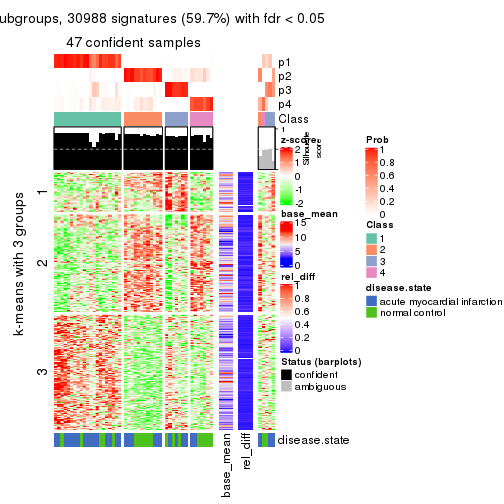 ubgroups, 30988 signatures (59.7%) with fdr < 0.05
47 confident samples
p1
p2
p3
p4
Class
1
Silhouette
score
k-means with 3 groups
1
2
3
base_mean
rel_diff
disease.state
z-score
2
1
0
-1
-2
base_mean
15
10
5
0
rel_diff
1
0.8
0.6
0.4
0.2
0
Status (barplots)
confident
ambiguous
Prob
1
0.8
0.6
0.4
0.2
0
Class
1
2
3
4
disease.state
acute myocardial infarction
normal control